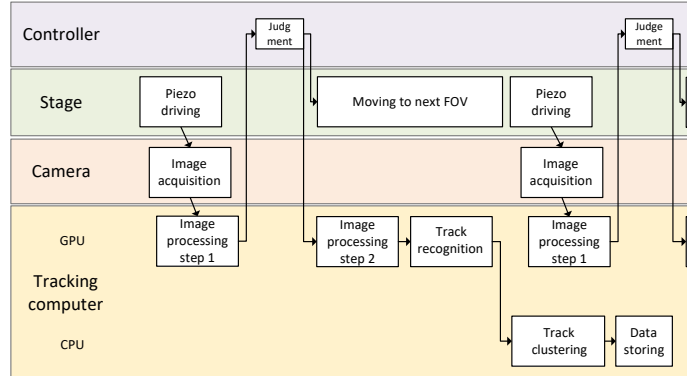 Controller
Judg
ment
Judge
ment
Stage
Piezo
driving
Moving to next FOV
Piezo
driving
Camera
Image
acquisition
Image
acquisition
Tracking
computer
GPU
Image
processing
step 1
Image
processing
step 2
Track
recognition
Image
processing
step 1
CPU
Track
clustering
Data
storing